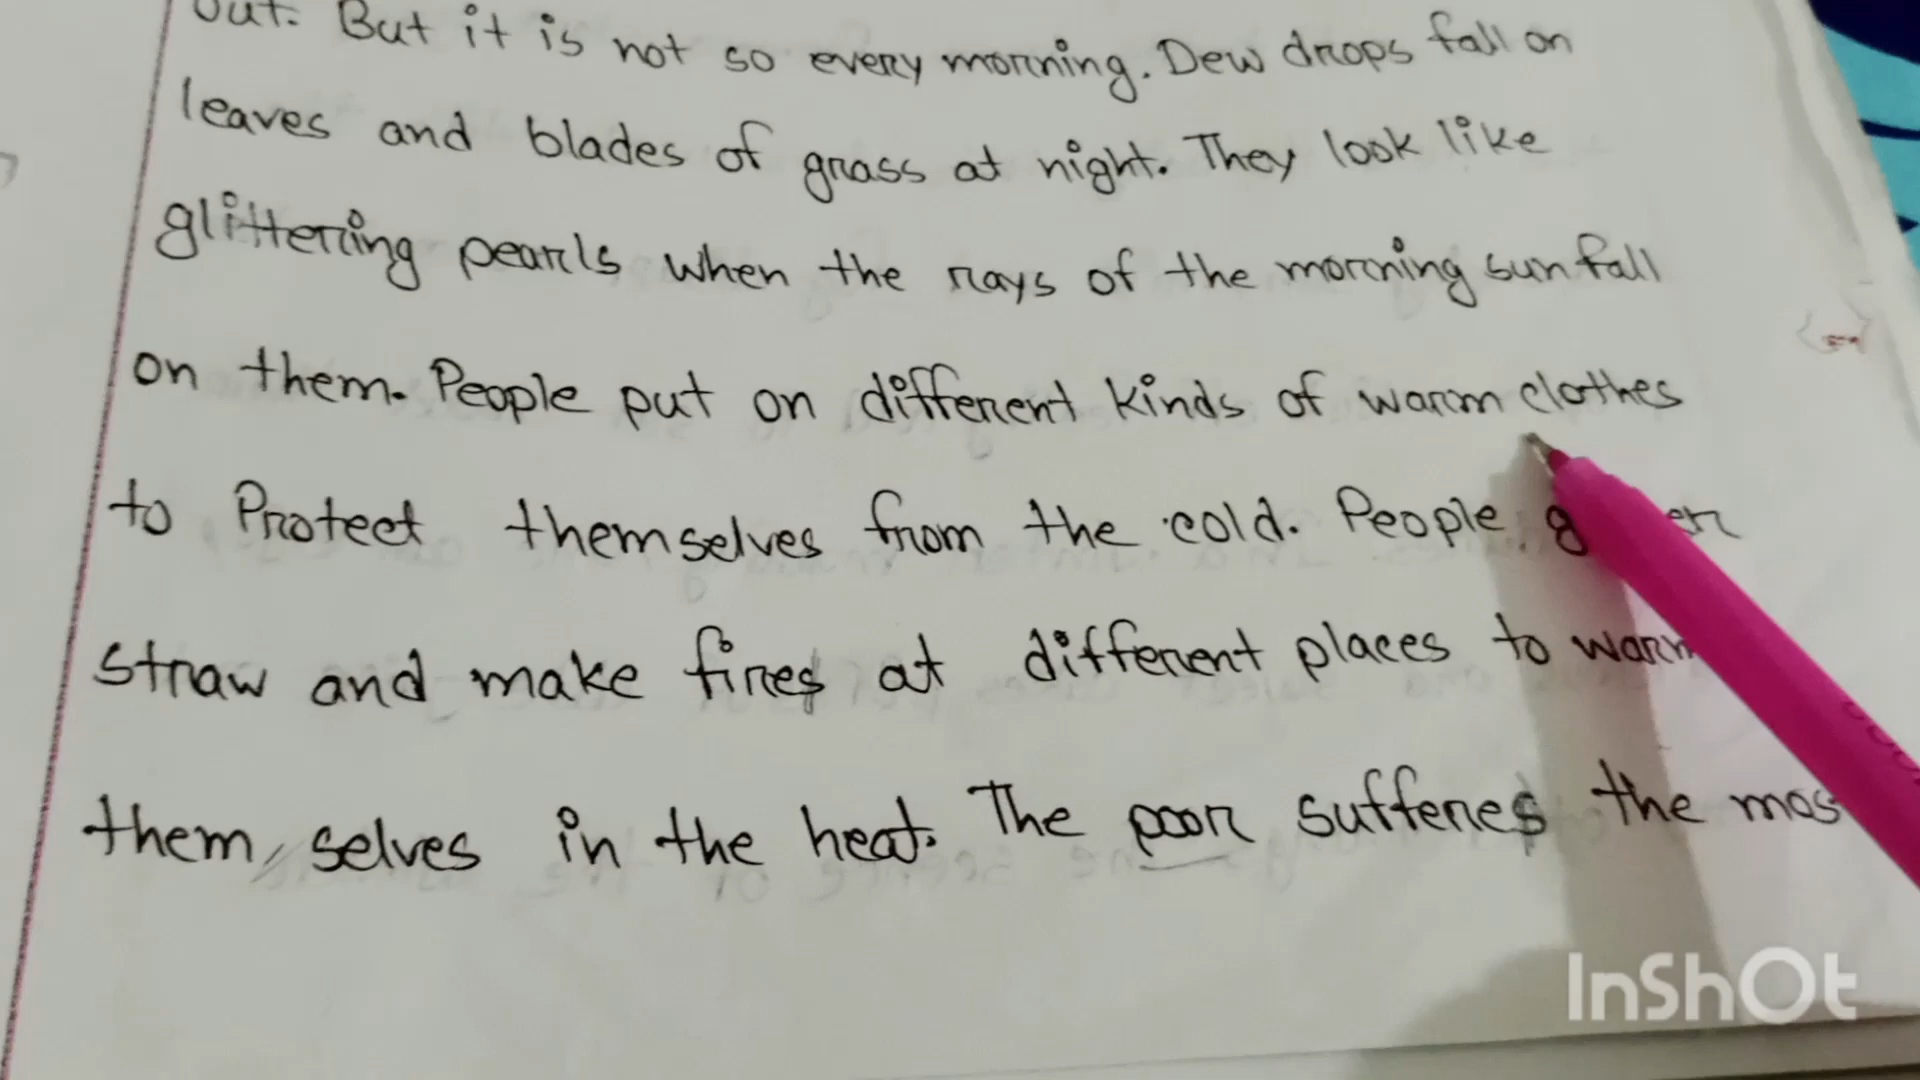 out. But it is not so every morning. Dew drops fall on
leaves and blades of grass at night. They look like
glittering pearls when the rays of the morning sun fall
on them. People put on different kinds of warm clothes
to Protect themselves from the cold. People
straw and make fires at different places to warm
them, selves in the heat. The poor sufferes the mos
InShOt